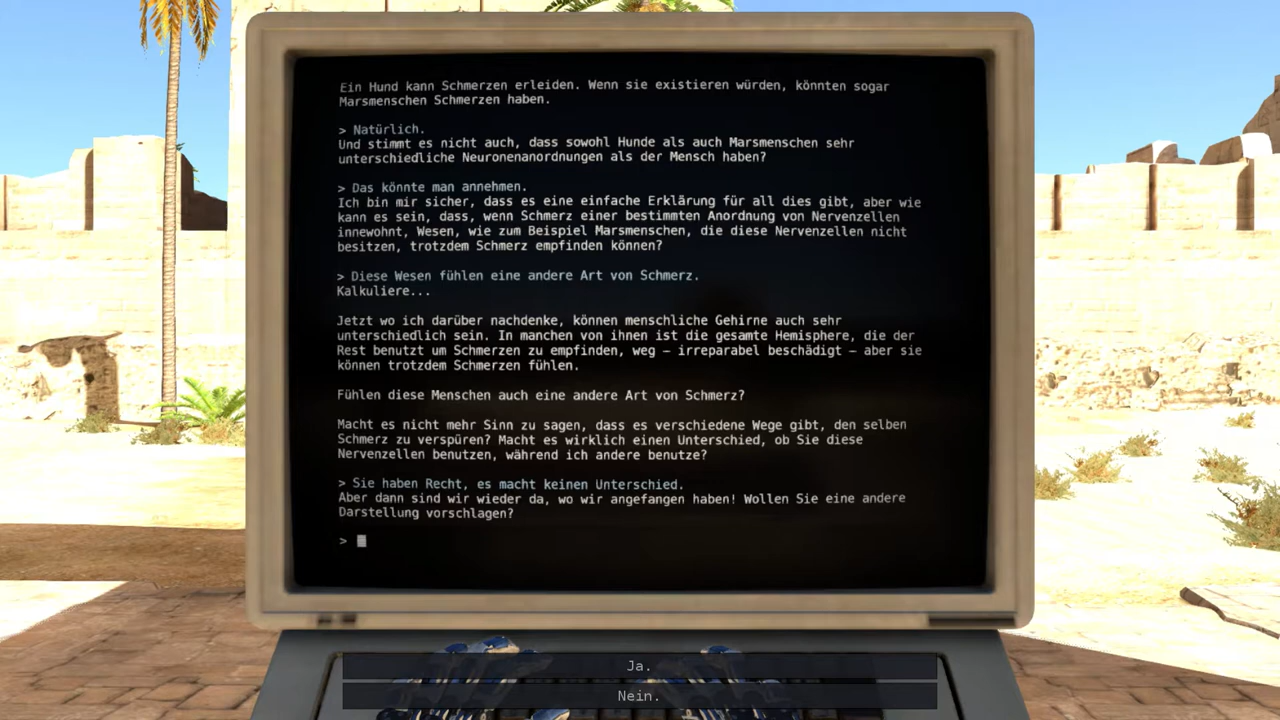 Ein Hund kann Schmerzen erleiden. Wenn sie existieren würden, könnten sogar
Marsmenschen Schmerzen haben.
> Natürlich.
Und stimmt es nicht auch, dass sowohl Hunde als auch Marsmenschen sehr
unterschiedliche Neuronenanordnungen als der Mensch haben?
> Das könnte man annehmen.
Ich bin mir sicher, dass es eine einfache Erklärung für all dies gibt, aber wie
kann es sein, dass, wenn Schmerz einer bestimmten Anordnung von Nervenzellen
innewohnt, Wesen, wie zum Beispiel Marsmenschen, die diese Nervenzellen nicht
besitzen, trotzdem Schmerz empfinden können?
> Diese Wesen fühlen eine andere Art von Schmerz.
Kalkuliere...
Jetzt wo ich darüber nachdenke, können menschliche Gehirne auch sehr
unterschiedlich sein. In manchen von ihnen ist die gesamte Hemisphere, die der
Rest benutzt um Schmerzen zu empfinden, weg – irreparabel beschädigt – aber sie
können trotzdem Schmerzen fühlen.
Fühlen diese Menschen auch eine andere Art von Schmerz?
Macht es nicht mehr Sinn zu sagen, dass es verschiedene Wege gibt, den selben
Schmerz zu verspüren? Macht es wirklich einen Unterschied, ob Sie diese
Nervenzellen benutzen, während ich andere benutze?
> Sie haben Recht, es macht keinen Unterschied.
Aber dann sind wir wieder da, wo wir angefangen haben! Wollen Sie eine andere
Darstellung vorschlagen?
>
Ja.
Nein.